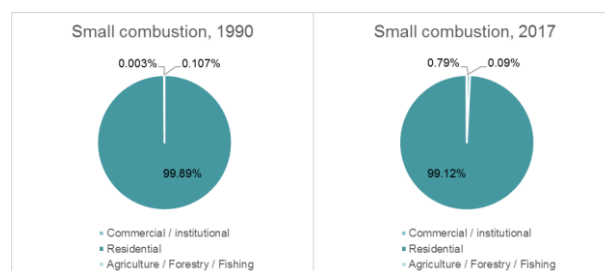 Small combustion, 1990
0.003%
0.107%
99.89%
Commercial / institutional
Residential
Agriculture / Forestry / Fishing
Small combustion, 2017
0.79%
0.09%
99.12%
Commercial / institutional
Residential
Agriculture / Forestry / Fishing